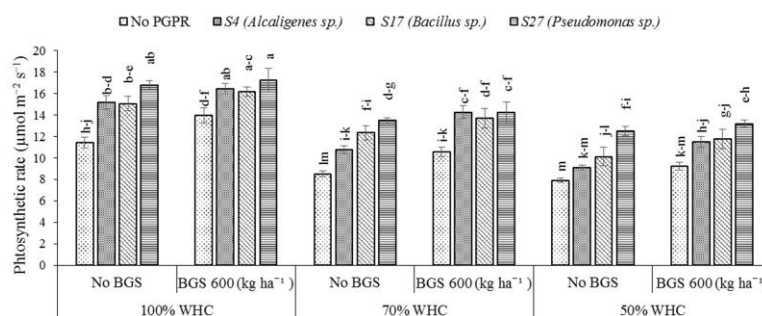 No PGPR S4 (Alcaligenes sp.) S17 (Bacillus sp.) S27 (Pseudomonas sp.)
Phtosynthetic rate (µmol m⁻² s⁻¹)
20
18
16
14
12
10
8
6
4
2
0
h-j b-d b-e ab d-f ab a-c a lm i-k f-i d-g i-k c-f d-f c-f m k-m j-l f-i k-m h-j g-j e-h
No BGS BGS 600 (kg ha⁻¹) No BGS BGS 600 (kg ha⁻¹) No BGS BGS 600 (kg ha⁻¹)
100% WHC 70% WHC 50% WHC